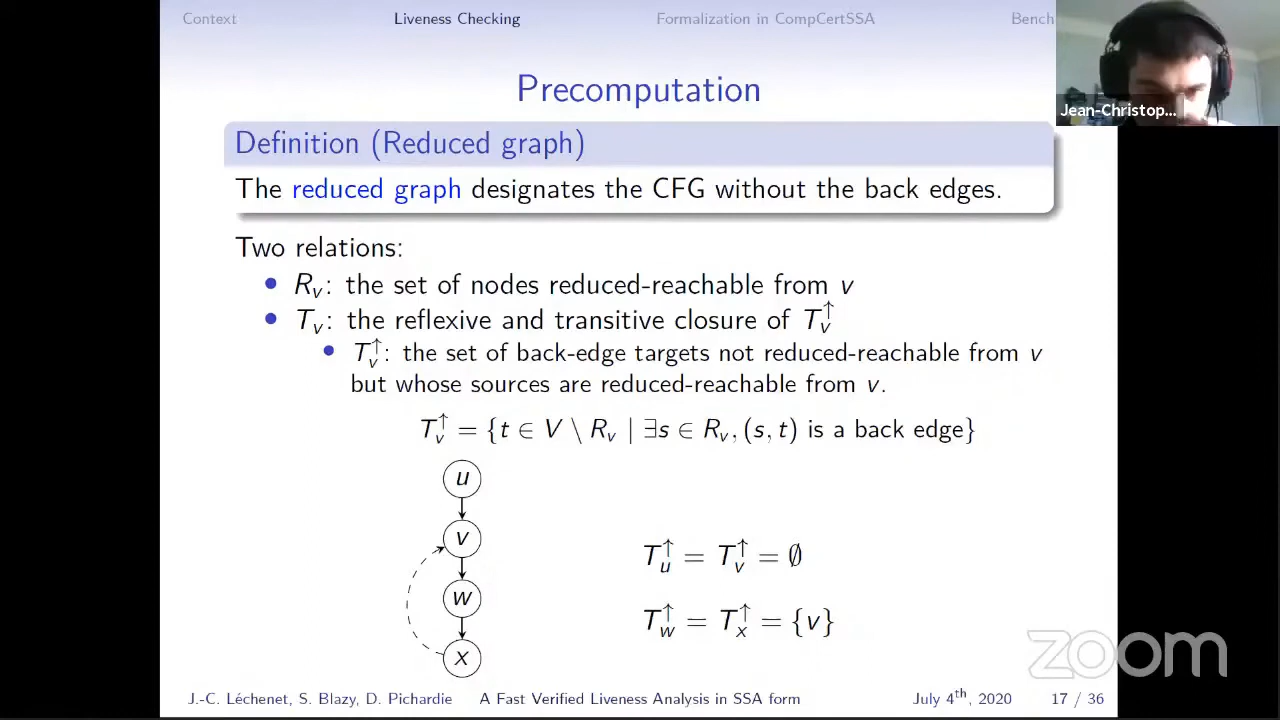 Context Liveness Checking Formalization in CompCertSSA Bench
Jean-Christop...
Precomputation
Definition (Reduced graph)
The reduced graph designates the CFG without the back edges.
Two relations:
• R_v: the set of nodes reduced-reachable from v
• T_v: the reflexive and transitive closure of T_v^↑
• T_v^↑: the set of back-edge targets not reduced-reachable from v
but whose sources are reduced-reachable from v.
T_v^↑ = {t ∈ V \ R_v | ∃s ∈ R_v, (s, t) is a back edge}
u
v
w
x
T_u^↑ = T_v^↑ = ∅
T_w^↑ = T_x^↑ = {v}
zoom
J.-C. Léchenet, S. Blazy, D. Pichardie A Fast Verified Liveness Analysis in SSA form July 4th, 2020 17 / 36